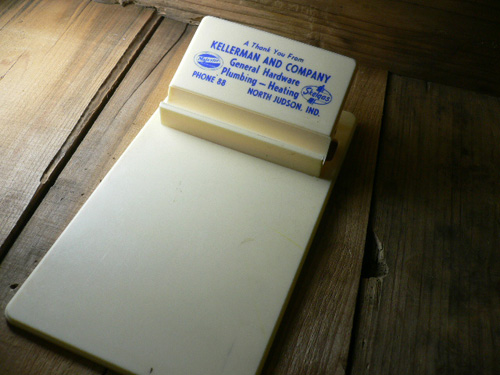 A Thank You From
KELLERMAN AND COMPANY
General Hardware
Plumbing — Heating
PHONE 88
NORTH JUDSON, IND.